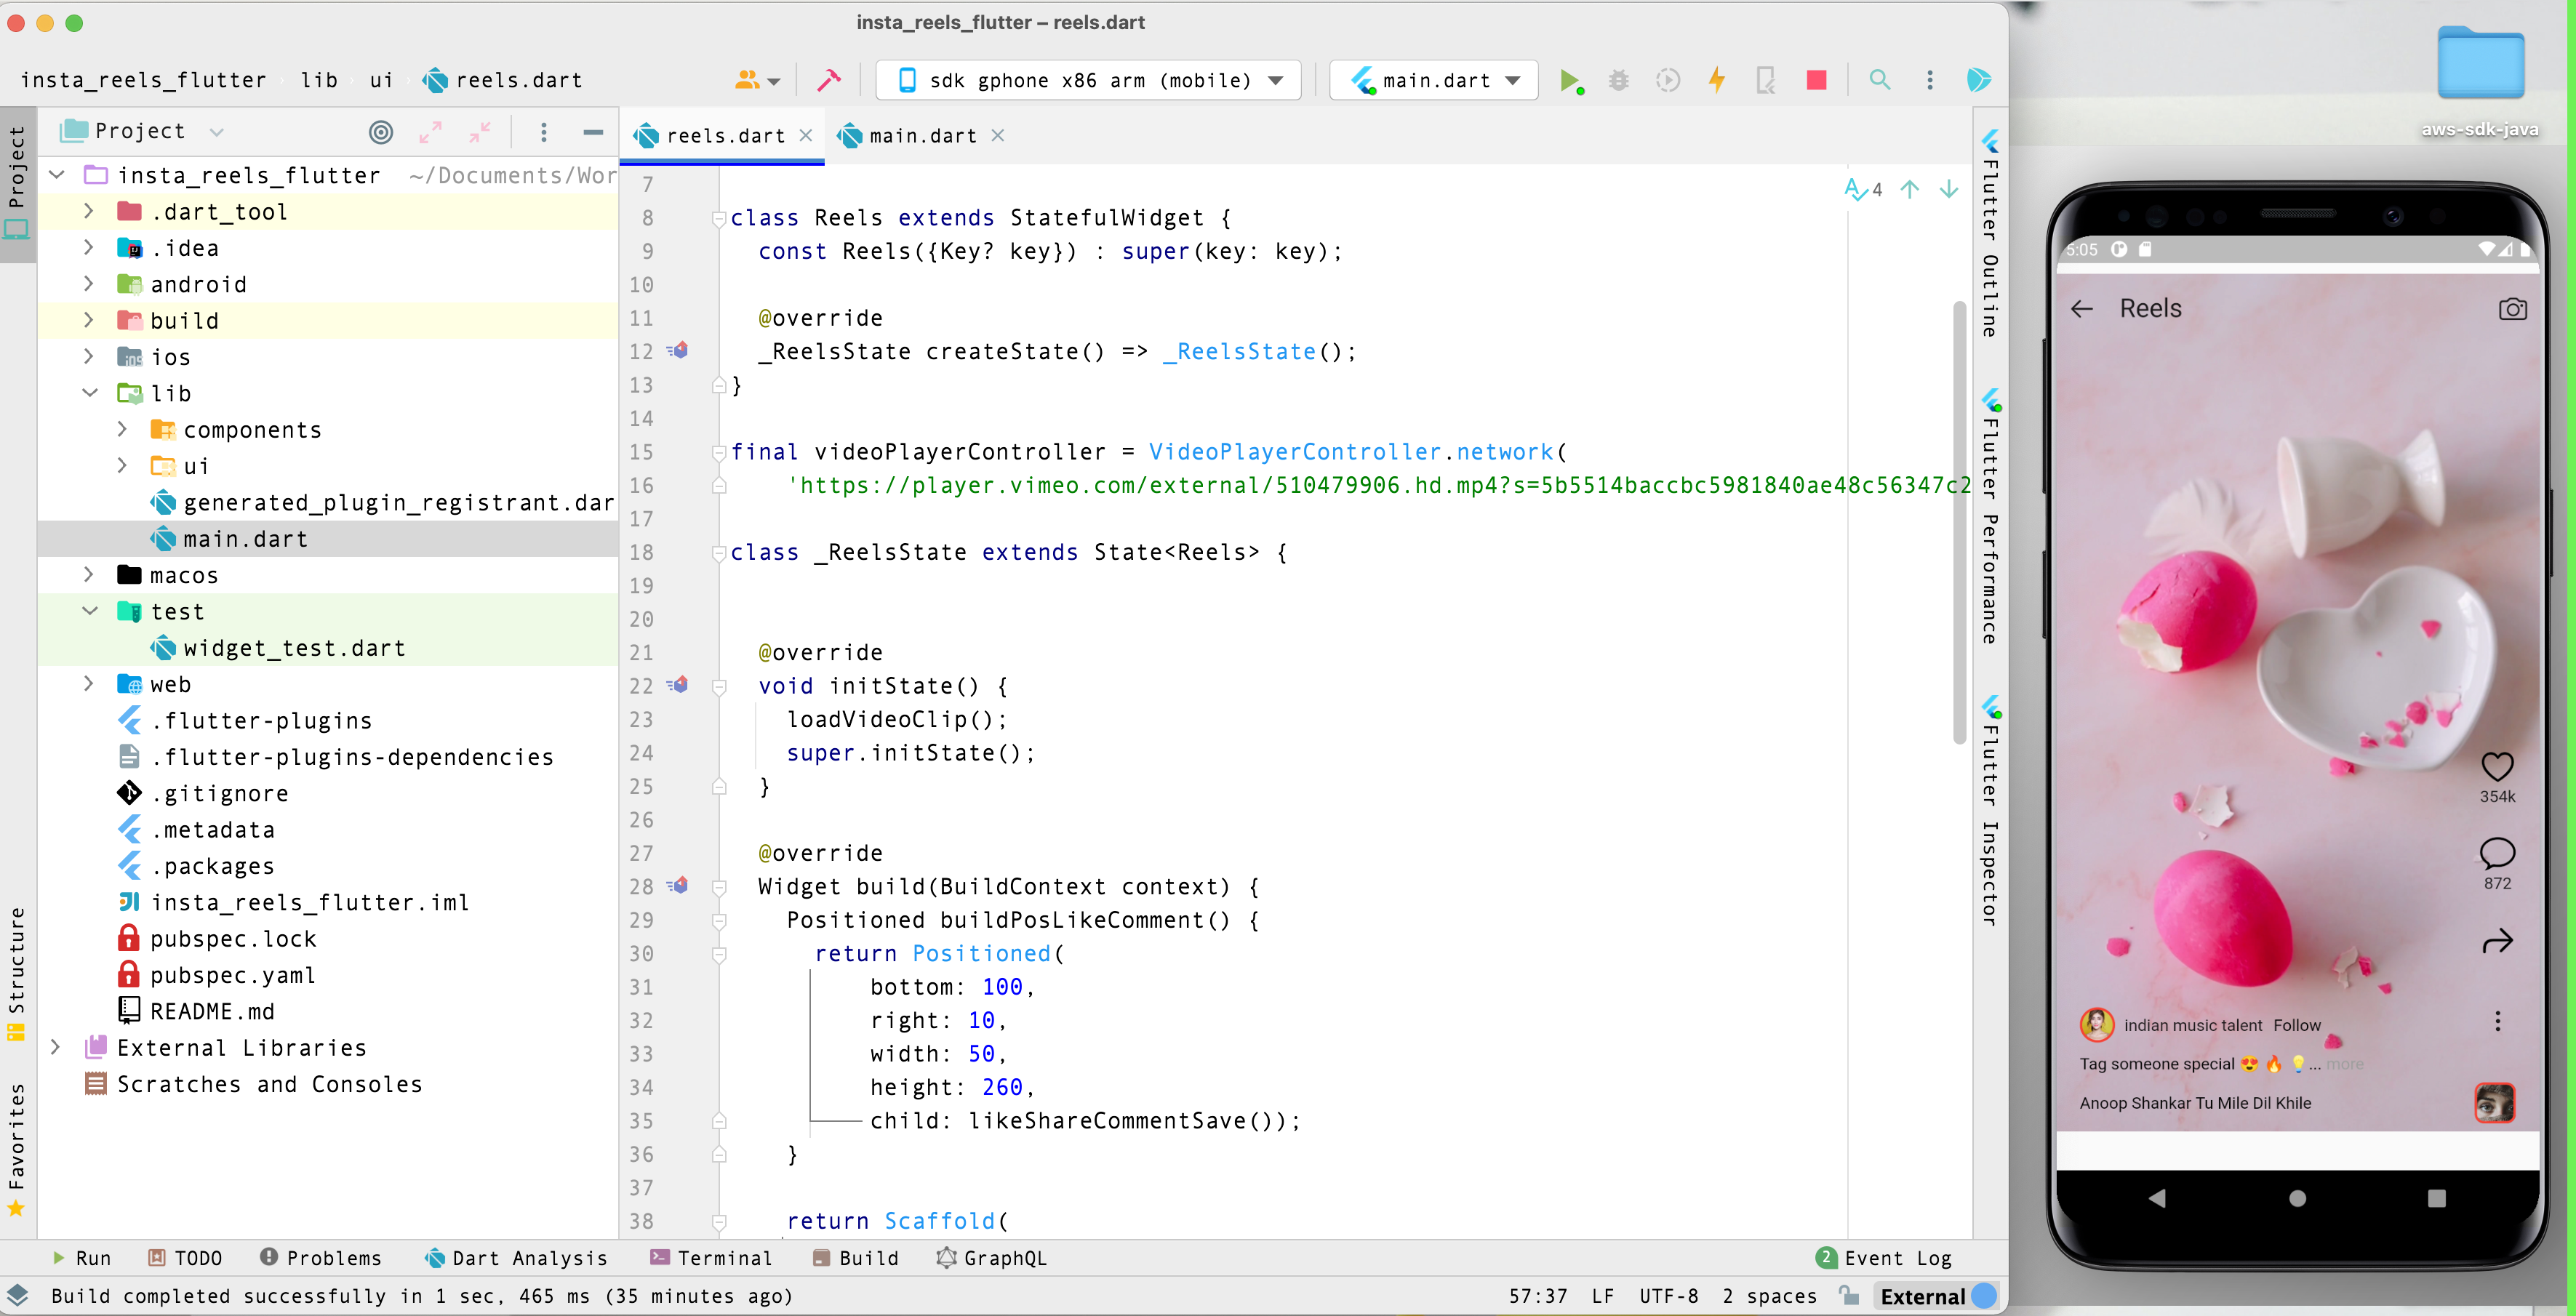 insta_reels_flutter – reels.dart
insta_reels_flutter lib ui reels.dart
sdk gphone x86 arm (mobile)
main.dart
Project
Project
insta_reels_flutter ~/Documents/Wor
.dart_tool
.idea
android
build
ios
lib
components
ui
generated_plugin_registrant.dar
main.dart
macos
test
widget_test.dart
web
.flutter-plugins
.flutter-plugins-dependencies
.gitignore
.metadata
.packages
insta_reels_flutter.iml
pubspec.lock
pubspec.yaml
README.md
External Libraries
Scratches and Consoles
Structure
Favorites
reels.dart
main.dart
4
7
8 class Reels extends StatefulWidget {
9 const Reels({Key? key}) : super(key: key);
10
11 @override
12 _ReelsState createState() => _ReelsState();
13 }
14
15 final videoPlayerController = VideoPlayerController.network(
16 'https://player.vimeo.com/external/510479906.hd.mp4?s=5b5514baccbc5981840ae48c56347c2
17
18 class _ReelsState extends State<Reels> {
19
20
21 @override
22 void initState() {
23 loadVideoClip();
24 super.initState();
25 }
26
27 @override
28 Widget build(BuildContext context) {
29 Positioned buildPosLikeComment() {
30 return Positioned(
31 bottom: 100,
32 right: 10,
33 width: 50,
34 height: 260,
35 child: likeShareCommentSave());
36 }
37
38 return Scaffold(
Flutter Outline
Flutter Performance
Flutter Inspector
Run
TODO
Problems
Dart Analysis
Terminal
Build
GraphQL
2 Event Log
Build completed successfully in 1 sec, 465 ms (35 minutes ago)
57:37 LF UTF-8 2 spaces
External
aws-sdk-java
5:05
Reels
354k
872
indian music talent Follow
Tag someone special 😍 🔥 💡... more
Anoop Shankar Tu Mile Dil Khile